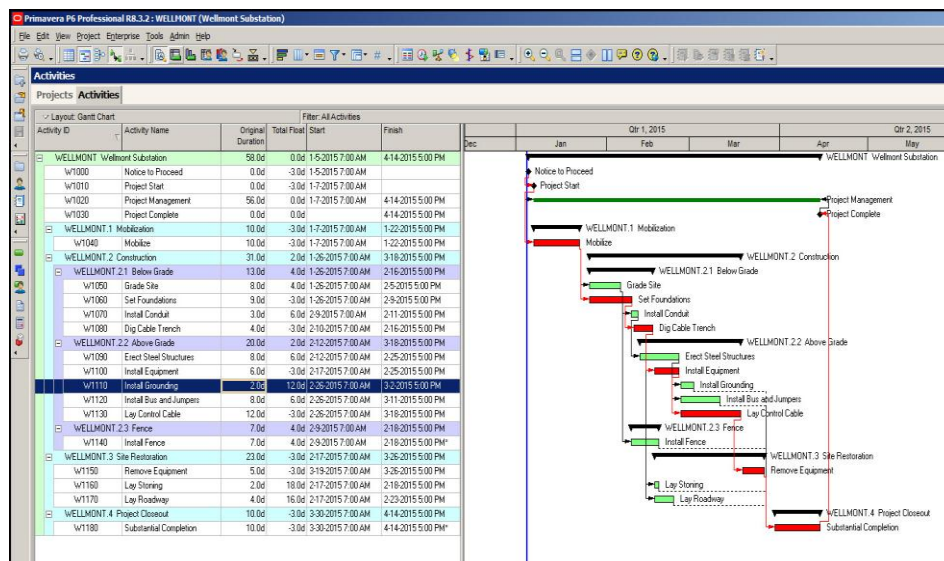 Primavera P6 Professional R8.3.2 : WELLMONT (Wellmont Substation)
File Edit View Project Enterprise Tools Admin Help
Activities
Projects Activities
Layout: Gantt Chart Filter: All Activities
Activity ID Activity Name Original Duration Total Float Start Finish
Qtr 1, 2015 Qtr 2, 2015
Dec Jan Feb Mar Apr May
WELLMONT Wellmont Substation 58.0d 0.0d 1-5-2015 7:00 AM 4-14-2015 5:00 PM WELLMONT Wellmont Substation
W1000 Notice to Proceed 0.0d -3.0d 1-5-2015 7:00 AM Notice to Proceed
W1010 Project Start 0.0d -3.0d 1-7-2015 7:00 AM Project Start
W1020 Project Management 56.0d 0.0d 1-7-2015 7:00 AM 4-14-2015 5:00 PM Project Management
W1030 Project Complete 0.0d 0.0d 4-14-2015 5:00 PM Project Complete
WELLMONT.1 Mobilization 10.0d -3.0d 1-7-2015 7:00 AM 1-22-2015 5:00 PM WELLMONT.1 Mobilization
W1040 Mobilize 10.0d -3.0d 1-7-2015 7:00 AM 1-22-2015 5:00 PM Mobilize
WELLMONT.2 Construction 31.0d 2.0d 1-26-2015 7:00 AM 3-18-2015 5:00 PM WELLMONT.2 Construction
WELLMONT.2.1 Below Grade 13.0d 4.0d 1-26-2015 7:00 AM 2-16-2015 5:00 PM WELLMONT.2.1 Below Grade
W1050 Grade Site 8.0d 4.0d 1-26-2015 7:00 AM 2-5-2015 5:00 PM Grade Site
W1060 Set Foundations 9.0d -3.0d 1-26-2015 7:00 AM 2-9-2015 5:00 PM Set Foundations
W1070 Install Conduit 3.0d 6.0d 2-9-2015 7:00 AM 2-11-2015 5:00 PM Install Conduit
W1080 Dig Cable Trench 4.0d -3.0d 2-10-2015 7:00 AM 2-16-2015 5:00 PM Dig Cable Trench
WELLMONT.2.2 Above Grade 20.0d 2.0d 2-12-2015 7:00 AM 3-18-2015 5:00 PM WELLMONT.2.2 Above Grade
W1090 Erect Steel Structures 8.0d 6.0d 2-12-2015 7:00 AM 2-25-2015 5:00 PM Erect Steel Structures
W1100 Install Equipment 6.0d -3.0d 2-17-2015 7:00 AM 2-25-2015 5:00 PM Install Equipment
W1110 Install Grounding 2.0d 12.0d 2-26-2015 7:00 AM 3-2-2015 5:00 PM Install Grounding
W1120 Install Bus and Jumpers 8.0d 6.0d 2-26-2015 7:00 AM 3-11-2015 5:00 PM Install Bus and Jumpers
W1130 Lay Control Cable 12.0d -3.0d 2-26-2015 7:00 AM 3-18-2015 5:00 PM Lay Control Cable
WELLMONT.2.3 Fence 7.0d 4.0d 2-9-2015 7:00 AM 2-18-2015 5:00 PM WELLMONT.2.3 Fence
W1140 Install Fence 7.0d 4.0d 2-9-2015 7:00 AM 2-18-2015 5:00 PM* Install Fence
WELLMONT.3 Site Restoration 23.0d -3.0d 2-17-2015 7:00 AM 3-26-2015 5:00 PM WELLMONT.3 Site Restoration
W1150 Remove Equipment 5.0d -3.0d 3-19-2015 7:00 AM 3-26-2015 5:00 PM Remove Equipment
W1160 Lay Stoning 2.0d 18.0d 2-17-2015 7:00 AM 2-18-2015 5:00 PM Lay Stoning
W1170 Lay Roadway 4.0d 16.0d 2-17-2015 7:00 AM 2-23-2015 5:00 PM Lay Roadway
WELLMONT.4 Project Closeout 10.0d -3.0d 3-30-2015 7:00 AM 4-14-2015 5:00 PM WELLMONT.4 Project Closeout
W1180 Substantial Completion 10.0d -3.0d 3-30-2015 7:00 AM 4-14-2015 5:00 PM* Substantial Completion